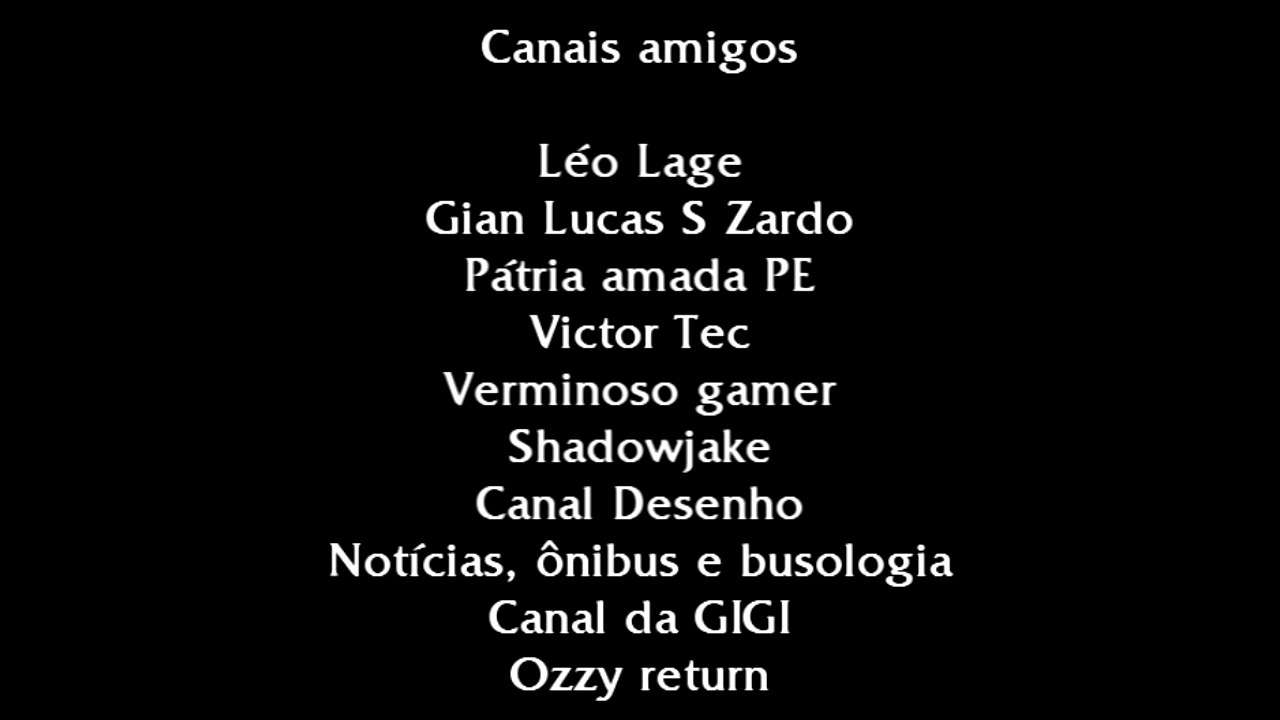 Canais amigos
Léo Lage
Gian Lucas S Zardo
Pátria amada PE
Victor Tec
Verminoso gamer
Shadowjake
Canal Desenho
Notícias, ônibus e busologia
Canal da GIGI
Ozzy return